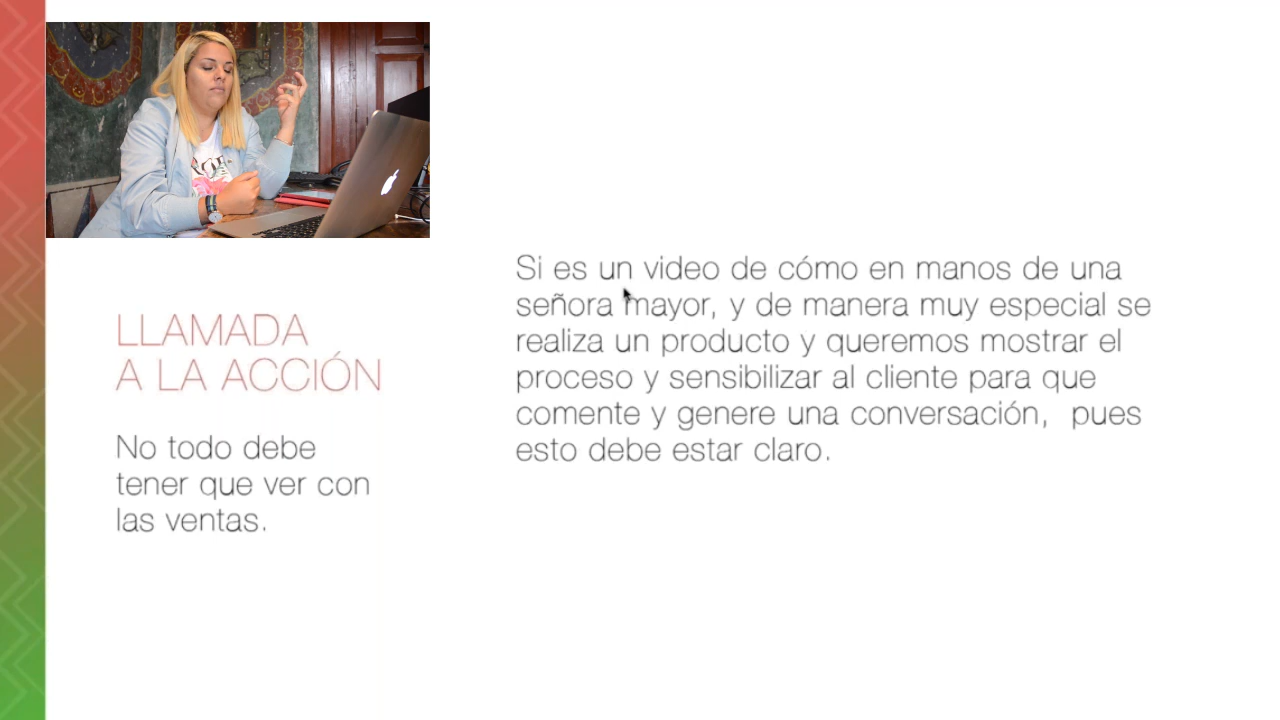 LLAMADA
A LA ACCIÓN
No todo debe
tener que ver con
las ventas.
Si es un video de cómo en manos de una
señora mayor, y de manera muy especial se
realiza un producto y queremos mostrar el
proceso y sensibilizar al cliente para que
comente y genere una conversación,  pues
esto debe estar claro.